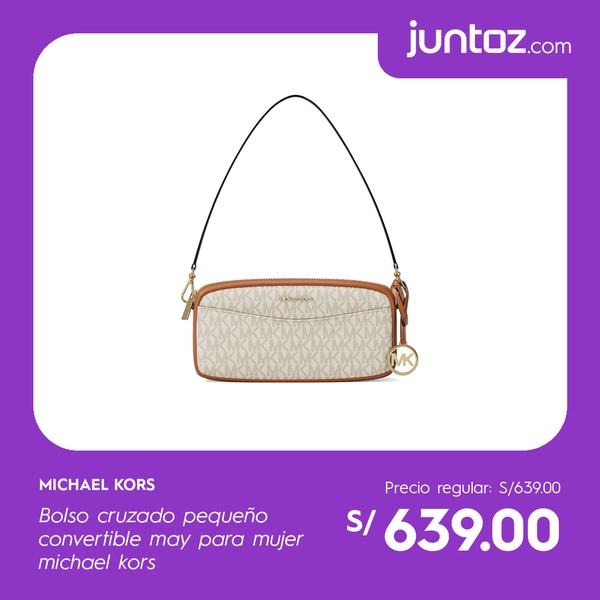 juntoz.com
MK
MICHAEL KORS
Bolso cruzado pequeño
convertible may para mujer
michael kors
Precio regular: S/639.00
S/ 639.00